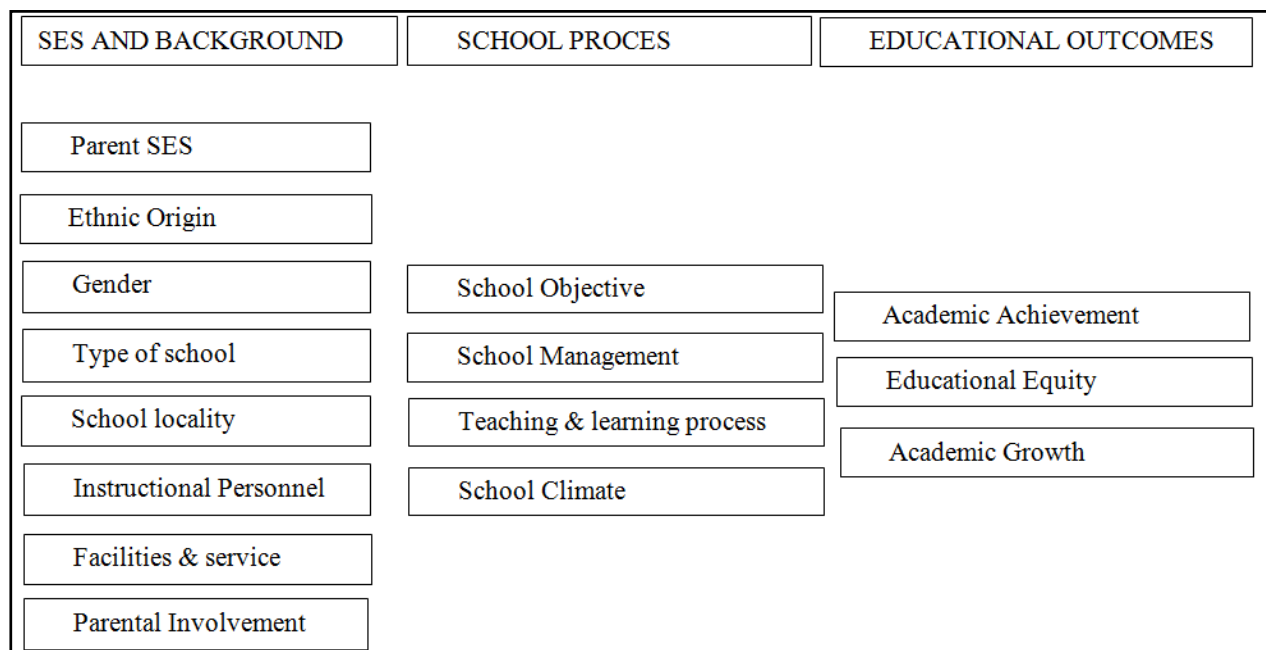 SES AND BACKGROUND
SCHOOL PROCES
EDUCATIONAL OUTCOMES
Parent SES
Ethnic Origin
Gender
Type of school
School locality
Instructional Personnel
Facilities & service
Parental Involvement
School Objective
School Management
Teaching & learning process
School Climate
Academic Achievement
Educational Equity
Academic Growth